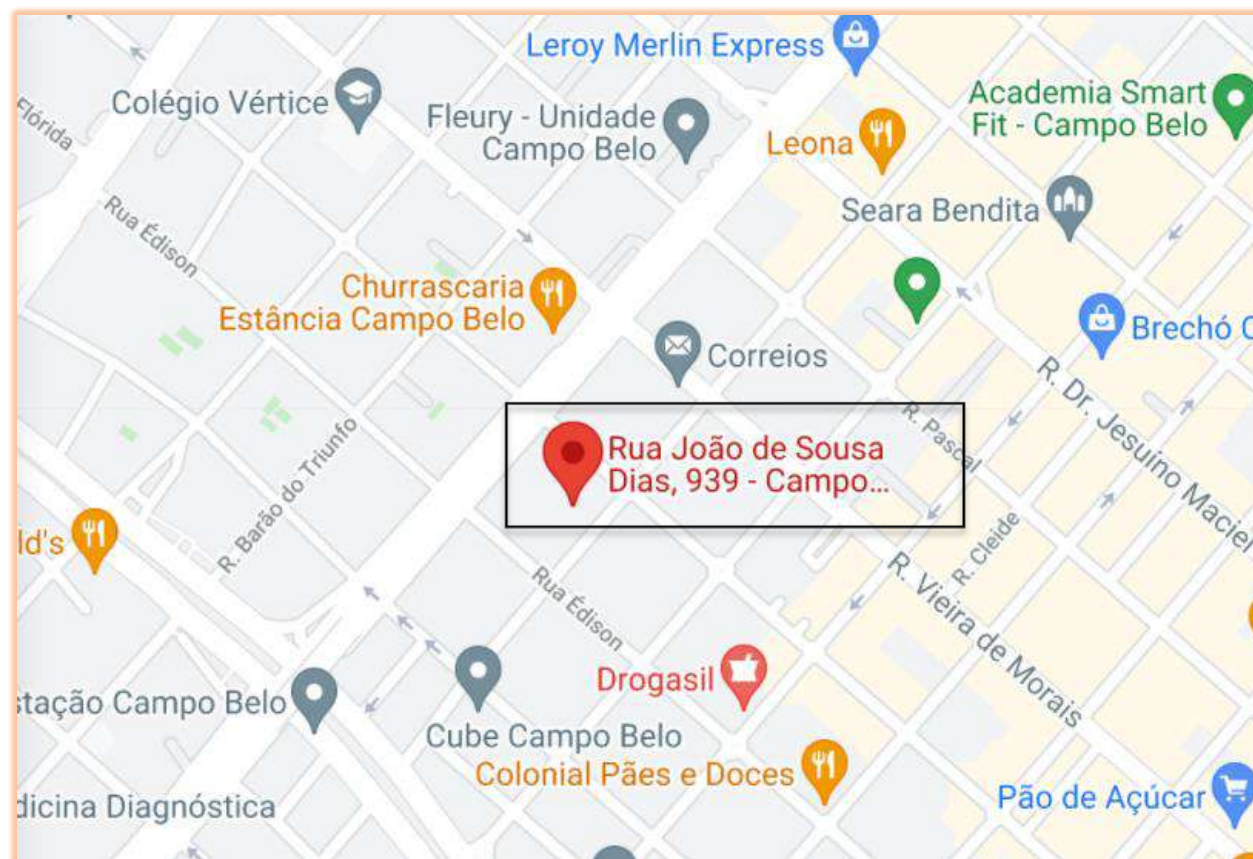 Leroy Merlin Express
Colégio Vértice
Academia Smart
Fit - Campo Belo
Flórida
Fleury - Unidade
Campo Belo
Leona
Rua Édison
Seara Bendita
Churrascaria
Estância Campo Belo
Brechó
Correios
R. Dr. Jesuíno Maciel
R. Pascal
Rua João de Sousa
Dias, 939 - Campo...
R. Barão do Triunfo
ld's
R. Cleide
Rua Édison
R. Vieira de Morais
Drogasil
stação Campo Belo
Cube Campo Belo
Colonial Pães e Doces
Pão de Açúcar
dicina Diagnóstica